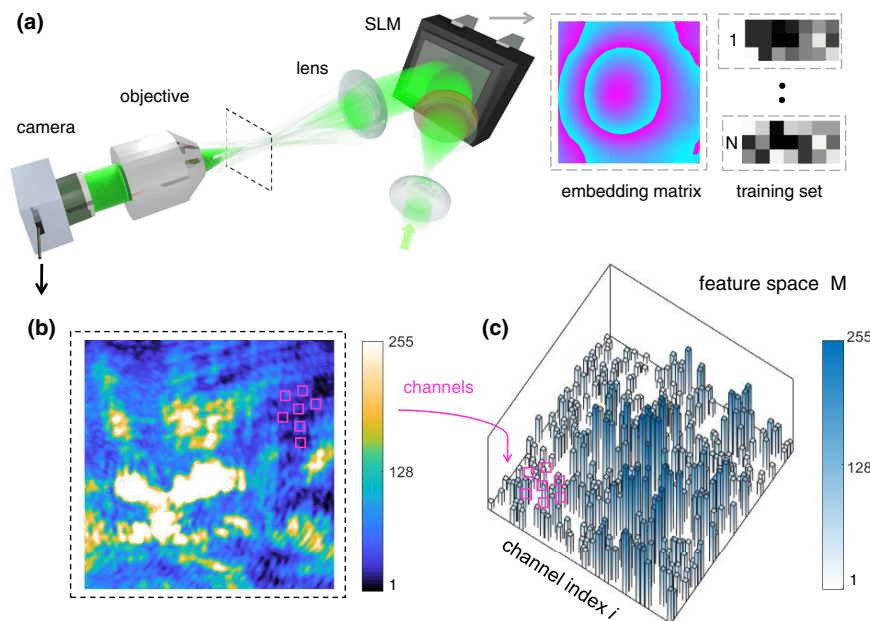 (a)
SLM
lens
objective
camera
1
N
embedding matrix
training set
(b)
255
128
1
channels
(c)
feature space M
255
128
1
channel index i